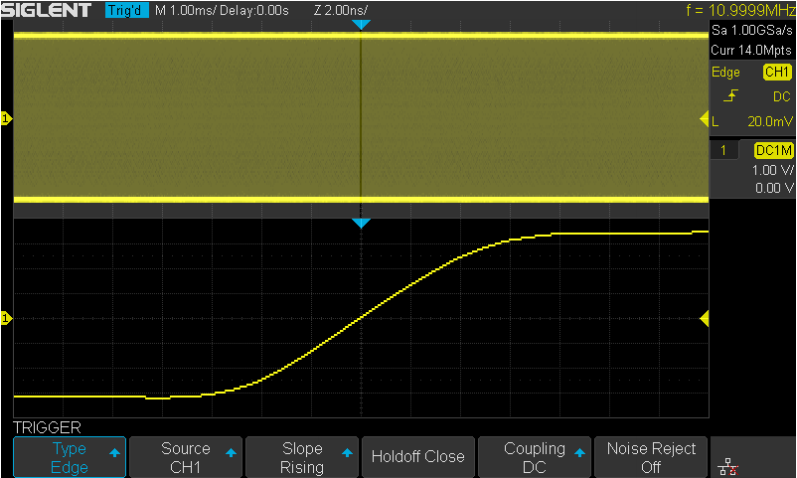 SIGLENT Trig'd M 1.00ms/ Delay:0.00s Z 2.00ns/ f = 10.9999MHz
Sa 1.00GSa/s
Curr 14.0Mpts
Edge CH1
DC
L 20.0mV
1 DC1M
1.00 V/
0.00 V
1
1
TRIGGER
Type Source Slope Holdoff Close Coupling Noise Reject
Edge CH1 Rising DC Off